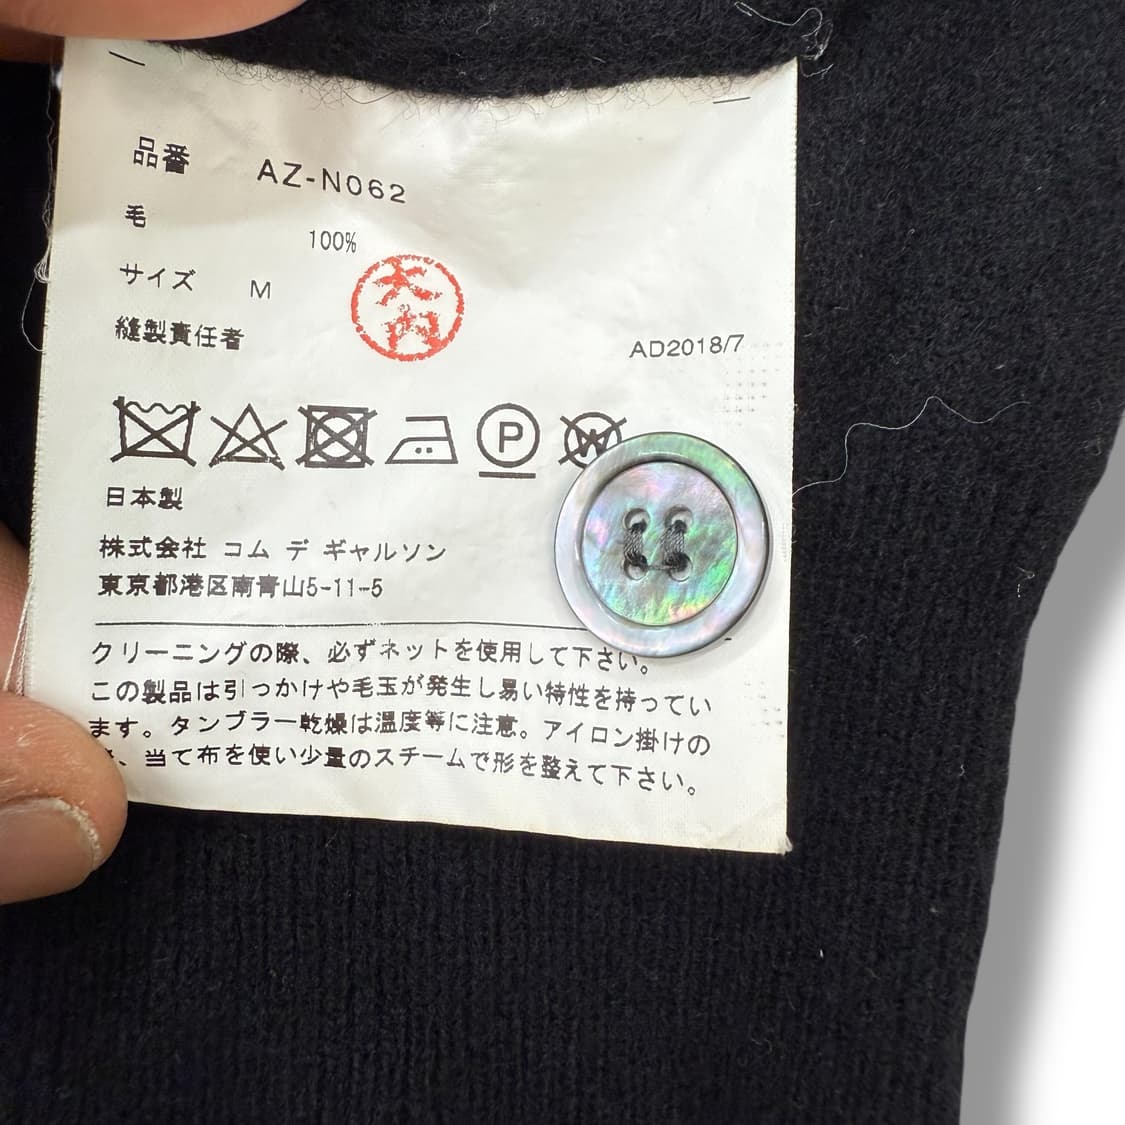 品番 AZ-N062
毛
100%
サイズ M
大内
縫製責任者
AD2018/7
P
W
日本製
株式会社 コム デ ギャルソン
東京都港区南青山5-11-5
クリーニングの際、必ずネットを使用して下さい。
この製品は引っかけや毛玉が発生し易い特性を持ってい
ます。タンブラー乾燥は温度等に注意。アイロン掛けの
、当て布を使い少量のスチームで形を整えて下さい。